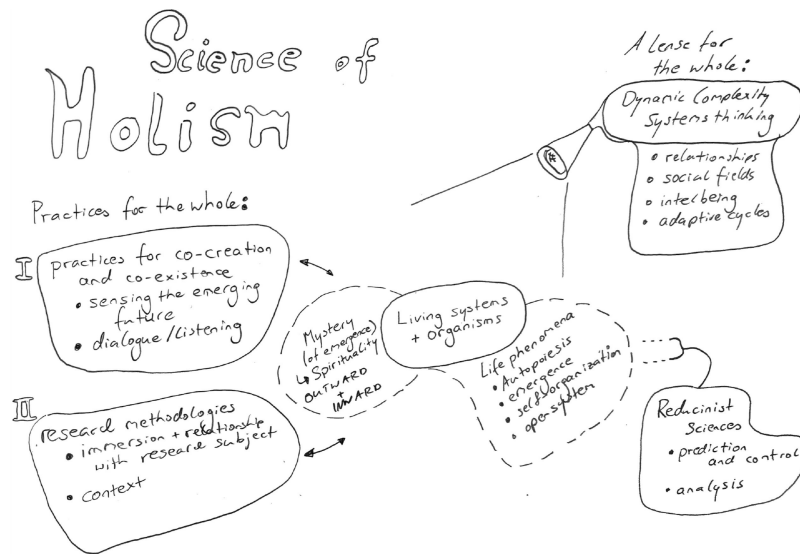 Science of
Holism
A lense for
the whole:
Dynamic Complexity
Systems thinking
• relationships
• social fields
• interbeing
• adaptive cycles
Practices for the whole:
I
practices for co-creation
and co-existence
• sensing the emerging
future
• dialogue/listening
Mystery
(of emergence)
↳ Spirituality
OUTWARD
+
INWARD
Living systems
+ organisms
Life phenomena
• Autopoiesis
• emergence
• self-organization
• open system
II
research methodologies
• immersion + relationship
with research subject
• context
Reducinist
Sciences
• prediction
and control
• analysis